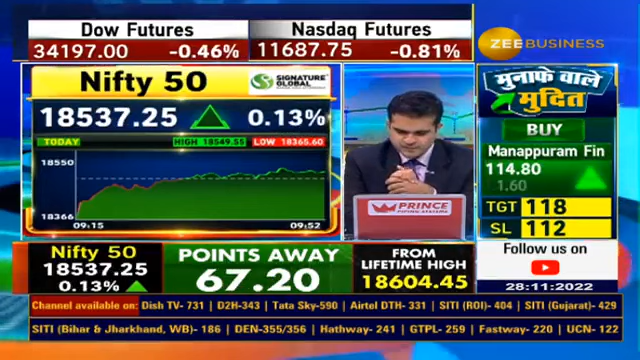 Dow Futures
34197.00 -0.46%
Nasdaq Futures
11687.75 -0.81%
ZEE BUSINESS
Nifty 50
SIGNATURE GLOBAL
18537.25 0.13%
TODAY HIGH 18549.55 LOW 18365.60
18550
18366
09:15 09:52
PRINCE
PIPING SYSTEMS
मुनाफे वाले
मुदित
BUY
Manappuram Fin
114.80
1.60
TGT 118
SL 112
Nifty 50
18537.25
0.13%
POINTS AWAY
67.20
FROM
LIFETIME HIGH
18604.45
Follow us on
28:11:2022
Channel available on: Dish TV- 731 | D2H-343 | Tata Sky-590 | Airtel DTH- 331 | SITI (ROI)- 404 | SITI (Gujarat)- 429
SITI (Bihar & Jharkhand, WB)- 186 | DEN-355/356 | Hathway- 241 | GTPL- 259 | Fastway- 220 | UCN- 122